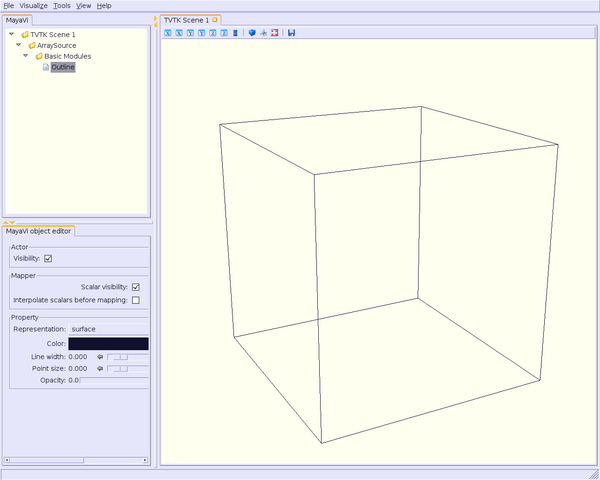 File Visualize Tools View Help
MayaVi
TVTK Scene 1
ArraySource
Basic Modules
Outline
MayaVi object editor
Actor
Visibility:
Mapper
Scalar visibility:
Interpolate scalars before mapping:
Property
Representation: surface
Color:
Line width: 0.000
Point size: 0.000
Opacity: 0.0
TVTK Scene 1
X X Y Y Z Z